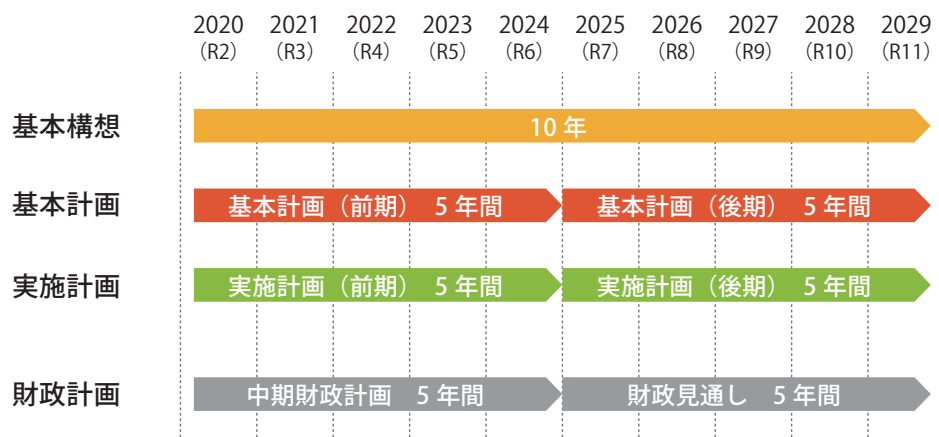 2020 2021 2022 2023 2024 2025 2026 2027 2028 2029
（R2） （R3） （R4） （R5） （R6） （R7） （R8） （R9） （R10） （R11）
基本構想 10 年
基本計画 基本計画（前期） 5 年間 基本計画（後期） 5 年間
実施計画 実施計画（前期） 5 年間 実施計画（後期） 5 年間
財政計画 中期財政計画 5 年間 財政見通し 5 年間